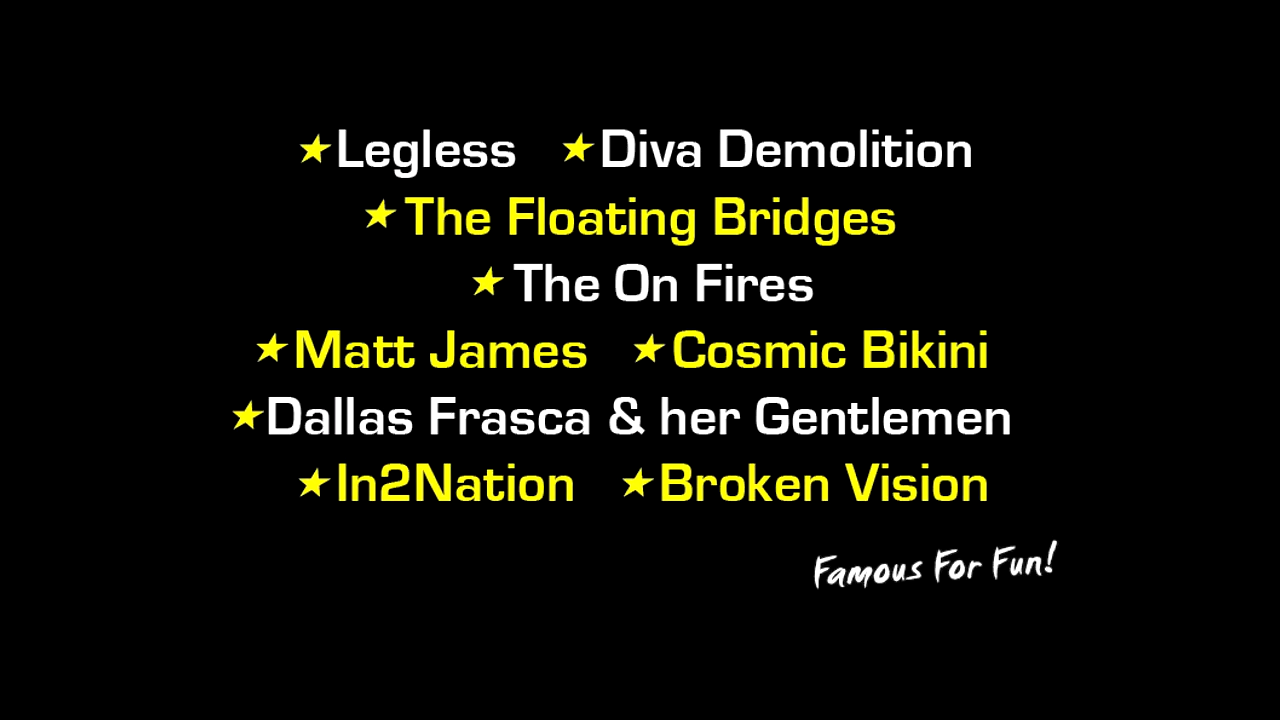 ★Legless ★Diva Demolition
★The Floating Bridges
★The On Fires
★Matt James ★Cosmic Bikini
★Dallas Frasca & her Gentlemen
★In2Nation ★Broken Vision
Famous For Fun!